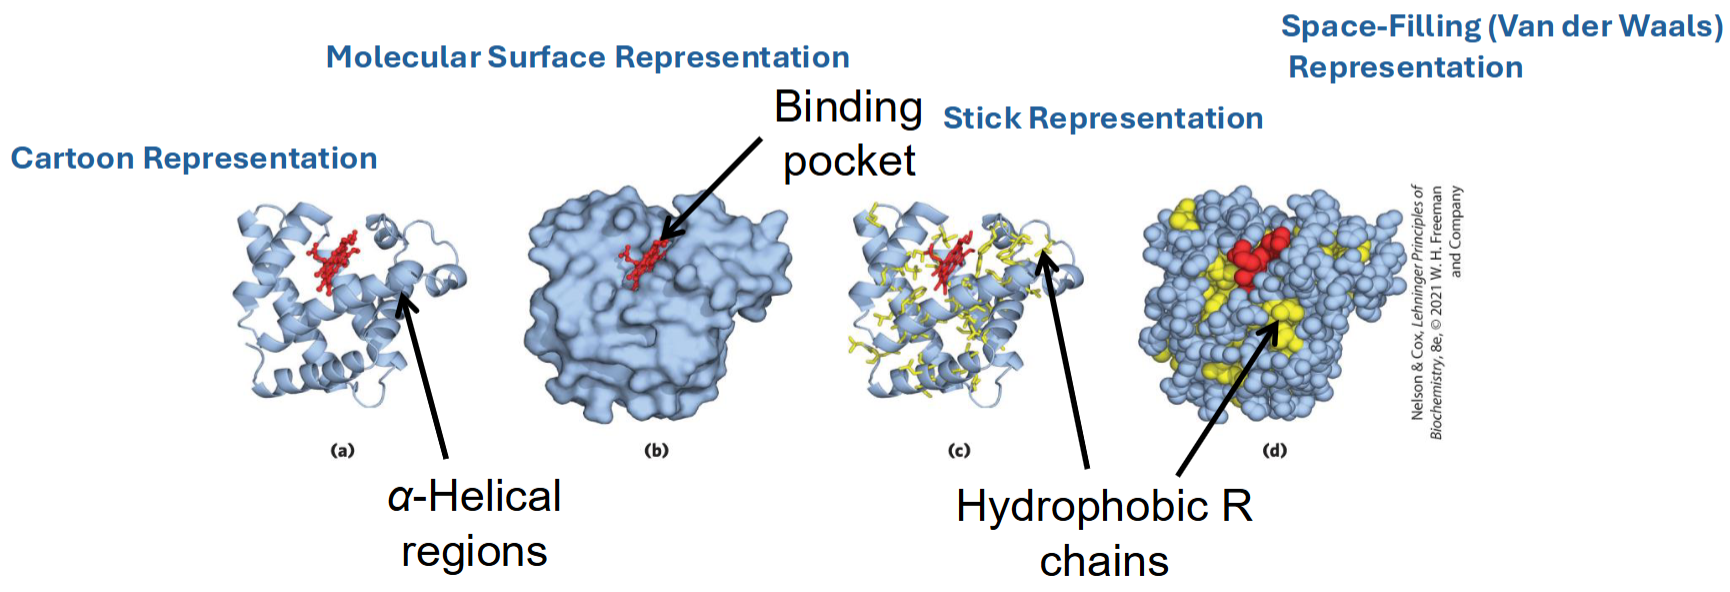 Space-Filling (Van der Waals)
Representation
Molecular Surface Representation
Binding
pocket
Stick Representation
Cartoon Representation
Nelson & Cox, Lehninger Principles of
Biochemistry, 8e, © 2021 W. H. Freeman
and Company
(a)
(b)
(c)
(d)
α-Helical
regions
Hydrophobic R
chains